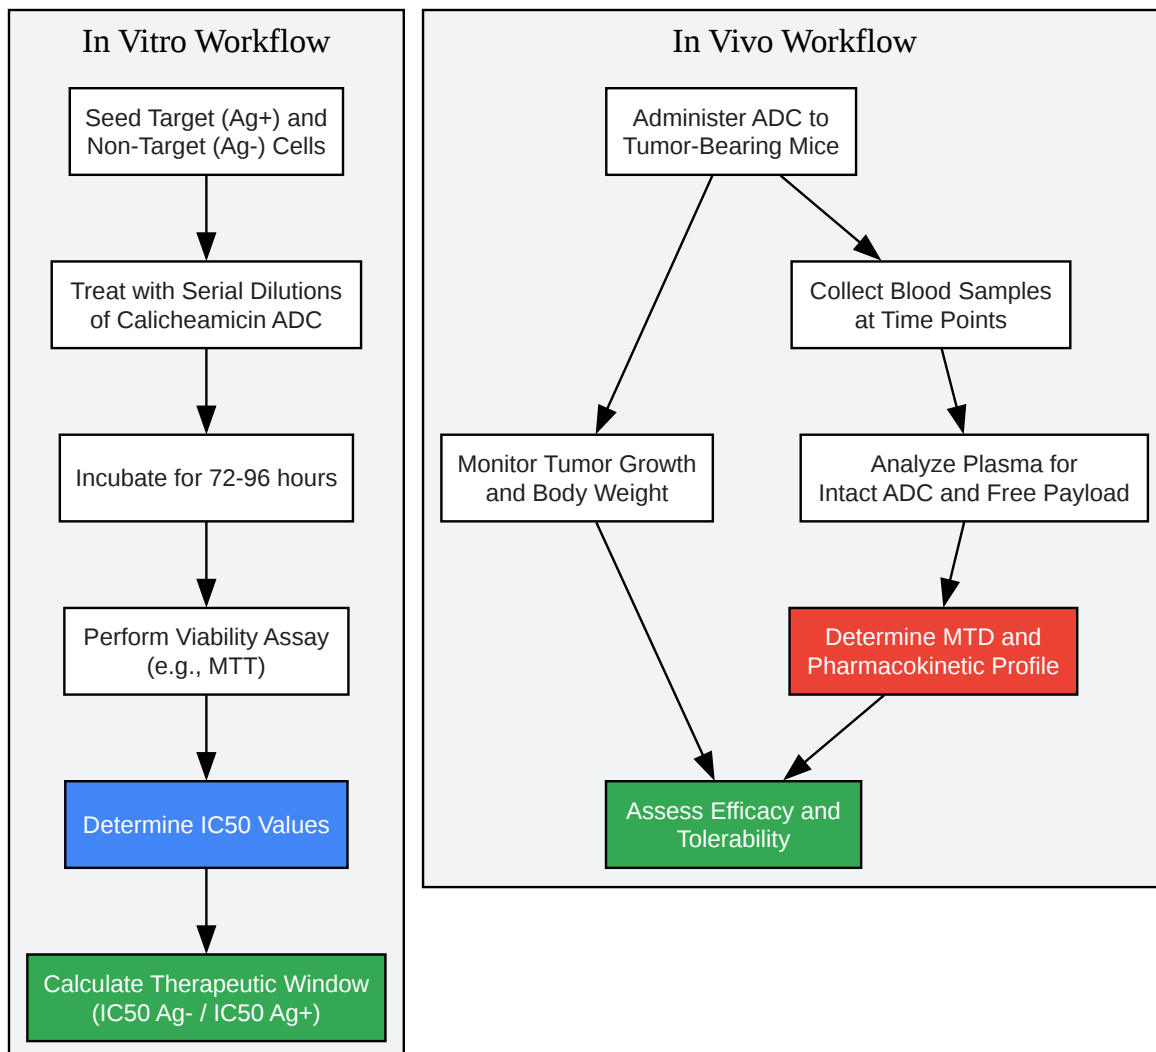 In Vitro Workflow
Seed Target (Ag+) and
Non-Target (Ag-) Cells
Treat with Serial Dilutions
of Calicheamicin ADC
Incubate for 72-96 hours
Perform Viability Assay
(e.g., MTT)
Determine IC50 Values
Calculate Therapeutic Window
(IC50 Ag- / IC50 Ag+)
In Vivo Workflow
Administer ADC to
Tumor-Bearing Mice
Collect Blood Samples
at Time Points
Monitor Tumor Growth
and Body Weight
Analyze Plasma for
Intact ADC and Free Payload
Determine MTD and
Pharmacokinetic Profile
Assess Efficacy and
Tolerability